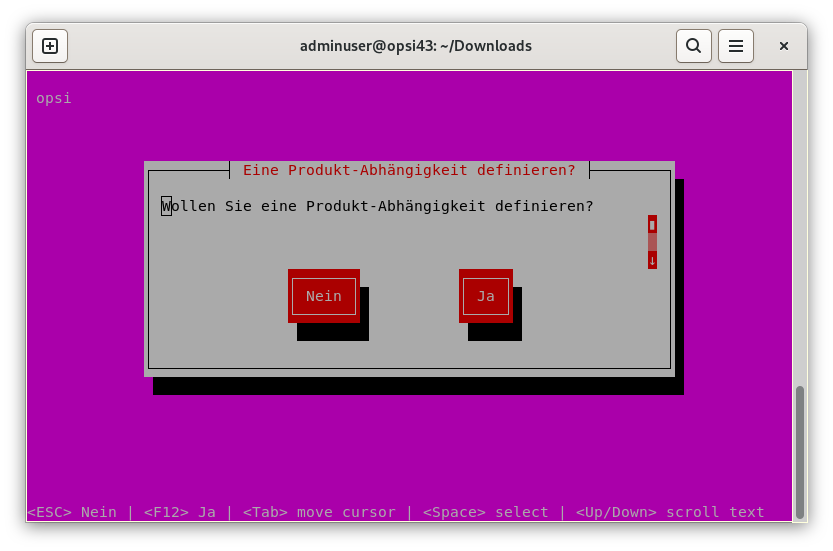 adminuser@opsi43: ~/Downloads
opsi
Eine Produkt-Abhängigkeit definieren?
Wollen Sie eine Produkt-Abhängigkeit definieren?
↓
Nein Ja
<ESC> Nein | <F12> Ja | <Tab> move cursor | <Space> select | <Up/Down> scroll text